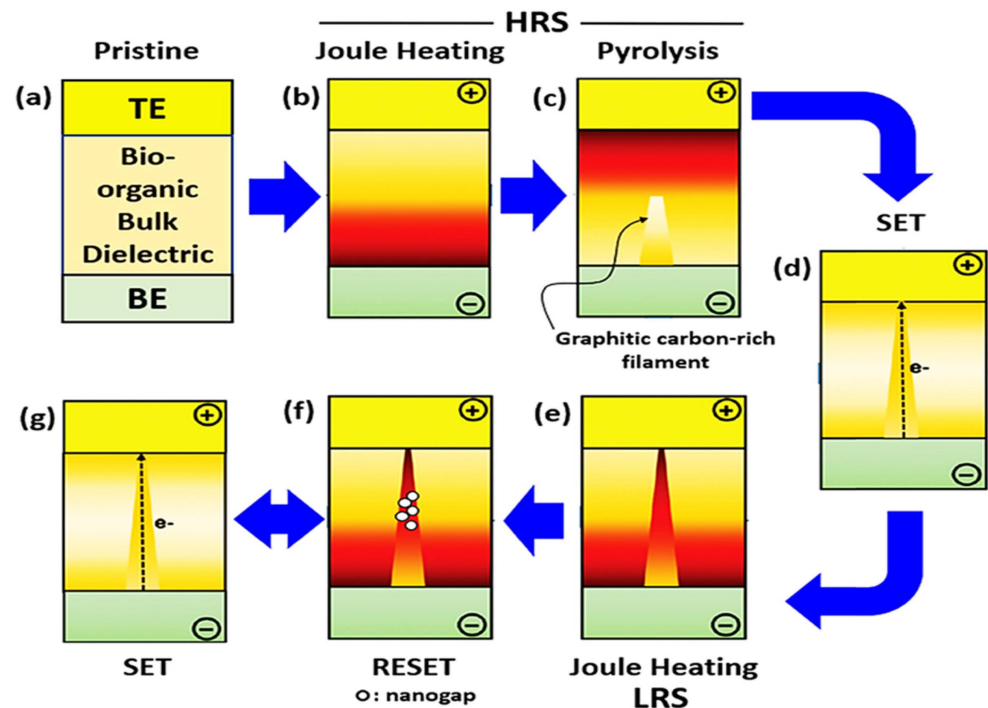 HRS
Pristine
Joule Heating
Pyrolysis
(a)
TE
Bio-
organic
Bulk
Dielectric
BE
(b)
+
−
(c)
+
−
Graphitic carbon-rich
filament
SET
(d)
+
e-
−
(g)
+
e-
−
SET
(f)
+
−
RESET
O: nanogap
(e)
+
−
Joule Heating
LRS